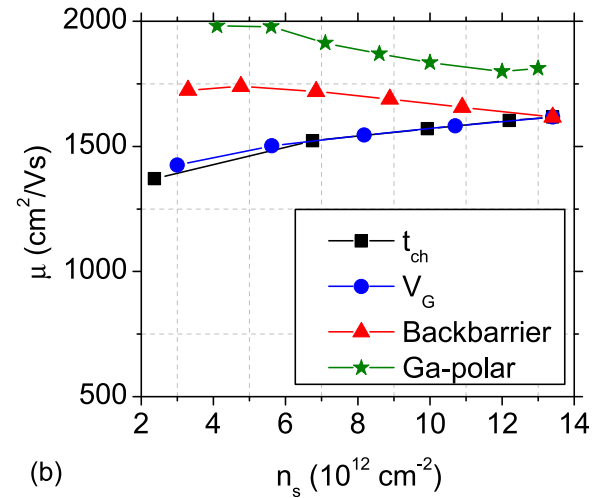 2000
1500
1000
500
μ (cm²/Vs)
t_ch
V_G
Backbarrier
Ga-polar
2 4 6 8 10 12 14
(b)
n_s (10¹² cm⁻²)